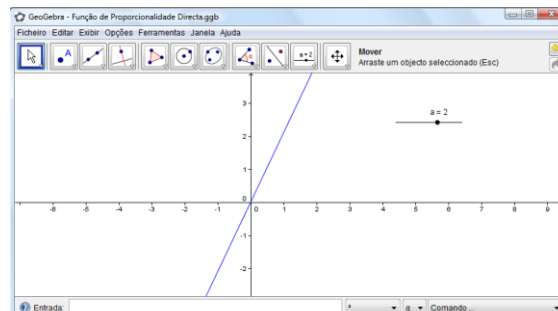 GeoGebra - Função de Proporcionalidade Directa.ggb
Ficheiro Editar Exibir Opções Ferramentas Janela Ajuda
A a=2 Mover
Arraste um objecto seleccionado (Esc)
a = 2
3
2
1
0
-6 -5 -4 -3 -2 -1 0 1 2 3 4 5 6 7 8 9
-1
-2
Entrada: α Comando ...